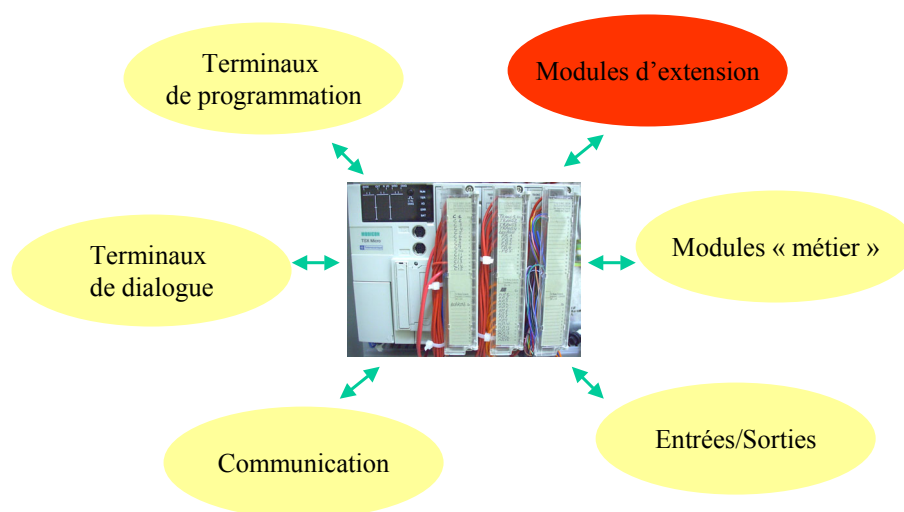 Terminaux
de programmation
Modules d’extension
Terminaux
de dialogue
TSX Micro
Modules « métier »
Communication
Entrées/Sorties